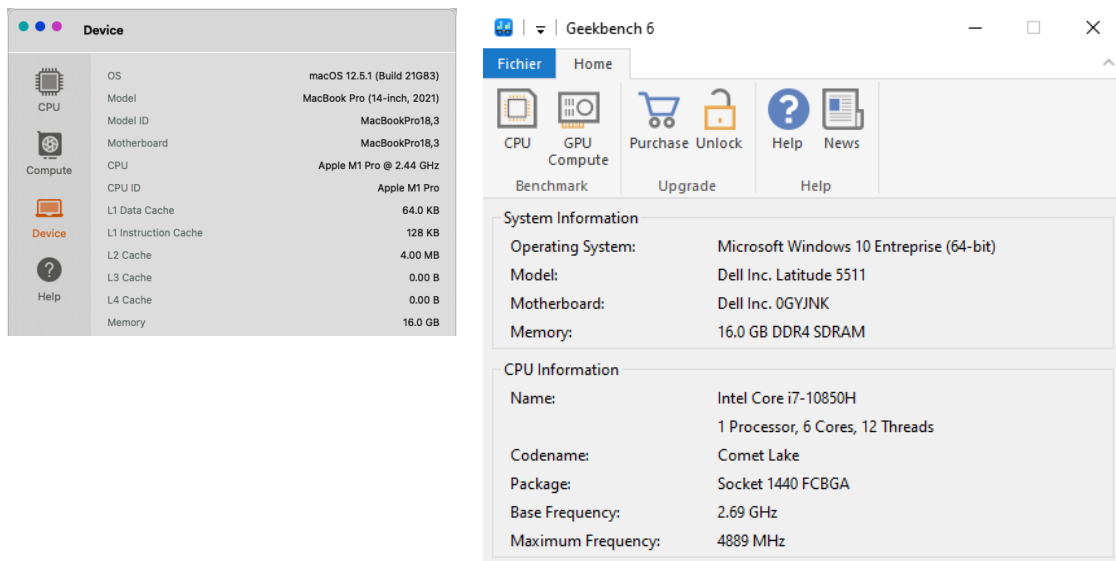 Device
CPU
Compute
Device
Help
OS macOS 12.5.1 (Build 21G83)
Model MacBook Pro (14-inch, 2021)
Model ID MacBookPro18,3
Motherboard MacBookPro18,3
CPU Apple M1 Pro @ 2.44 GHz
CPU ID Apple M1 Pro
L1 Data Cache 64.0 KB
L1 Instruction Cache 128 KB
L2 Cache 4.00 MB
L3 Cache 0.00 B
L4 Cache 0.00 B
Memory 16.0 GB
Geekbench 6
Fichier Home
CPU GPU Compute Purchase Unlock Help News
Benchmark Upgrade Help
System Information
Operating System: Microsoft Windows 10 Entreprise (64-bit)
Model: Dell Inc. Latitude 5511
Motherboard: Dell Inc. 0GYJNK
Memory: 16.0 GB DDR4 SDRAM
CPU Information
Name: Intel Core i7-10850H
1 Processor, 6 Cores, 12 Threads
Codename: Comet Lake
Package: Socket 1440 FCBGA
Base Frequency: 2.69 GHz
Maximum Frequency: 4889 MHz